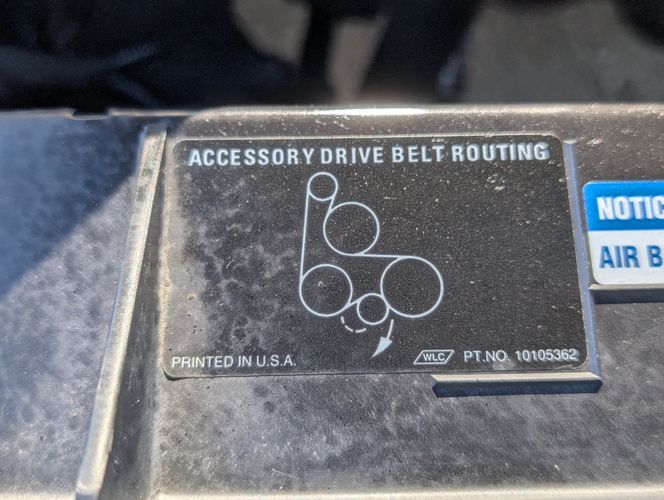 ACCESSORY DRIVE BELT ROUTING
PRINTED IN U.S.A.
WLC PT.NO. 10105362
NOTIC
AIR B